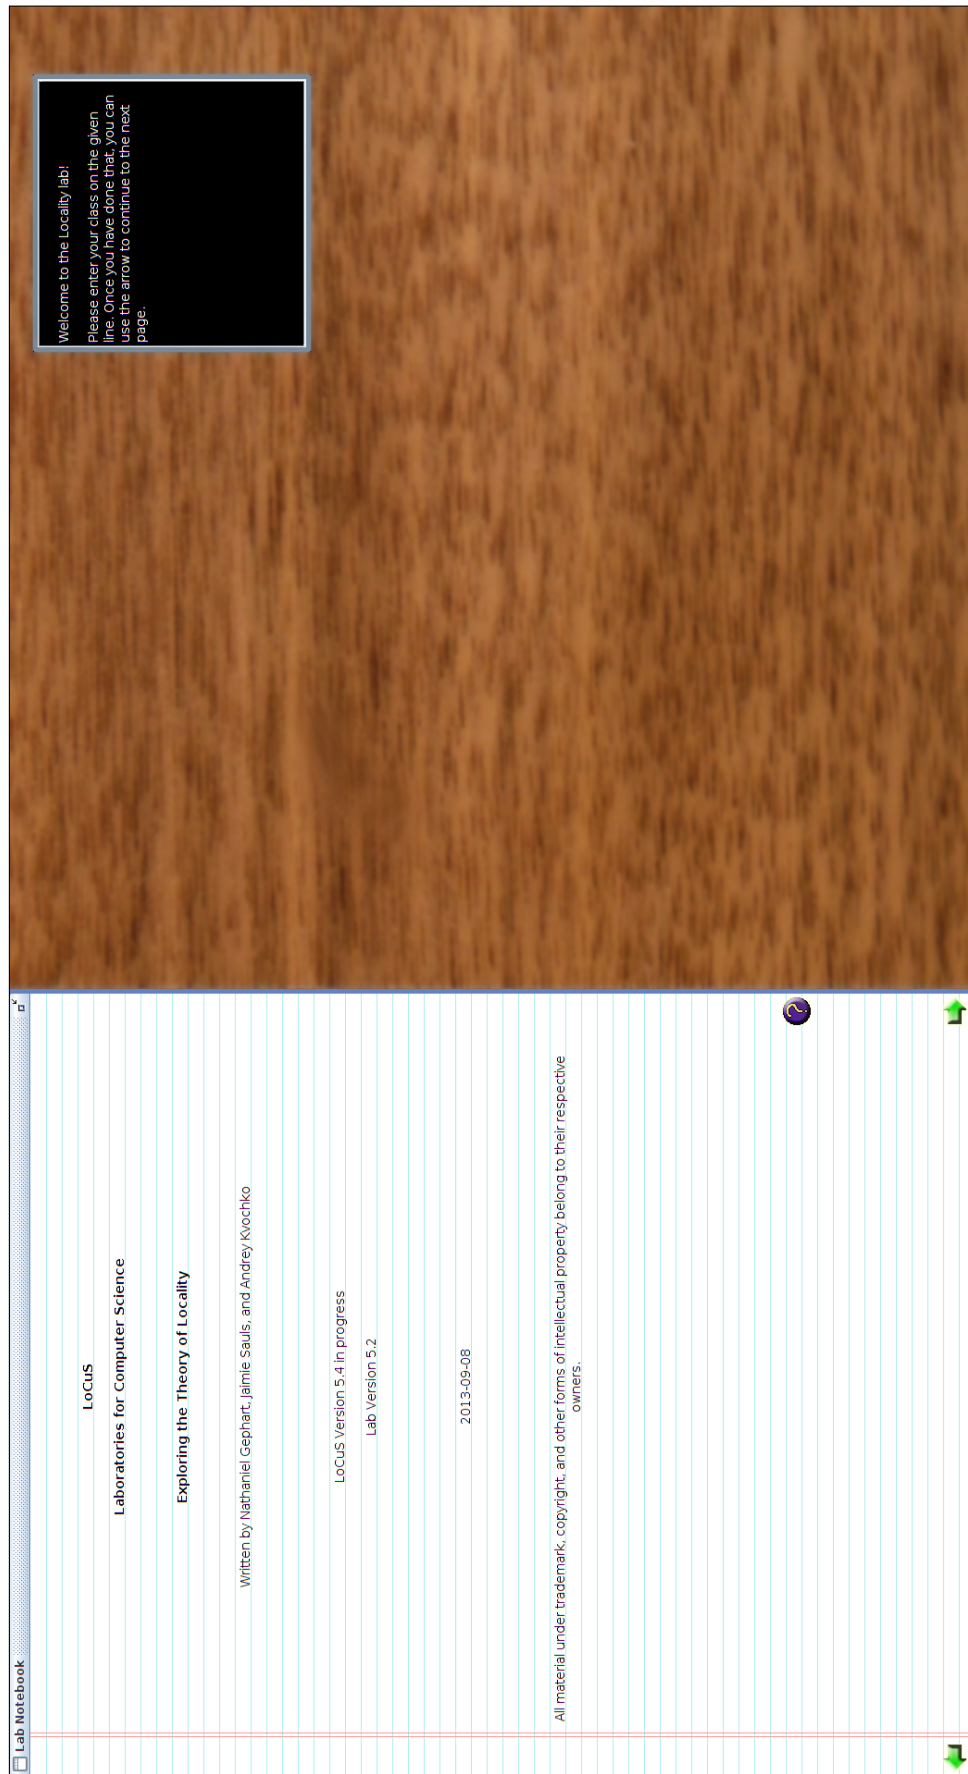 Lab Notebook
LoCuS
Laboratories for Computer Science
Exploring the Theory of Locality
Written by Nathaniel Gephart, Jaimie Sauls, and Andrey Kvochko
LoCuS Version 5.4 in progress
Lab Version 5.2
2013-09-08
All material under trademark, copyright, and other forms of intellectual property belong to their respective
owners.
?
Welcome to the Locality lab!
Please enter your class on the given
line. Once you have done that, you can
use the arrow to continue to the next
page.